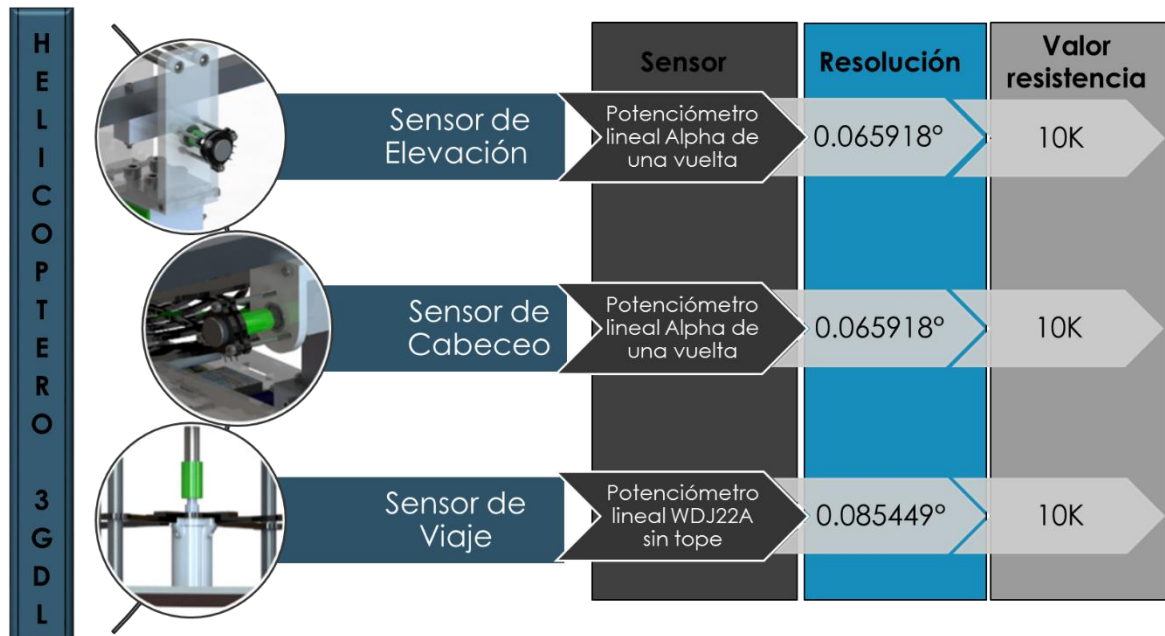 HELICOPTERO 3GDL
Sensor
Resolución
Valor
resistencia
Sensor de
Elevación
Potenciómetro
lineal Alpha de
una vuelta
0.065918°
10K
Sensor de
Cabeceo
Potenciómetro
lineal Alpha de
una vuelta
0.065918°
10K
Sensor de
Viaje
Potenciómetro
lineal WDJ22A
sin tope
0.085449°
10K